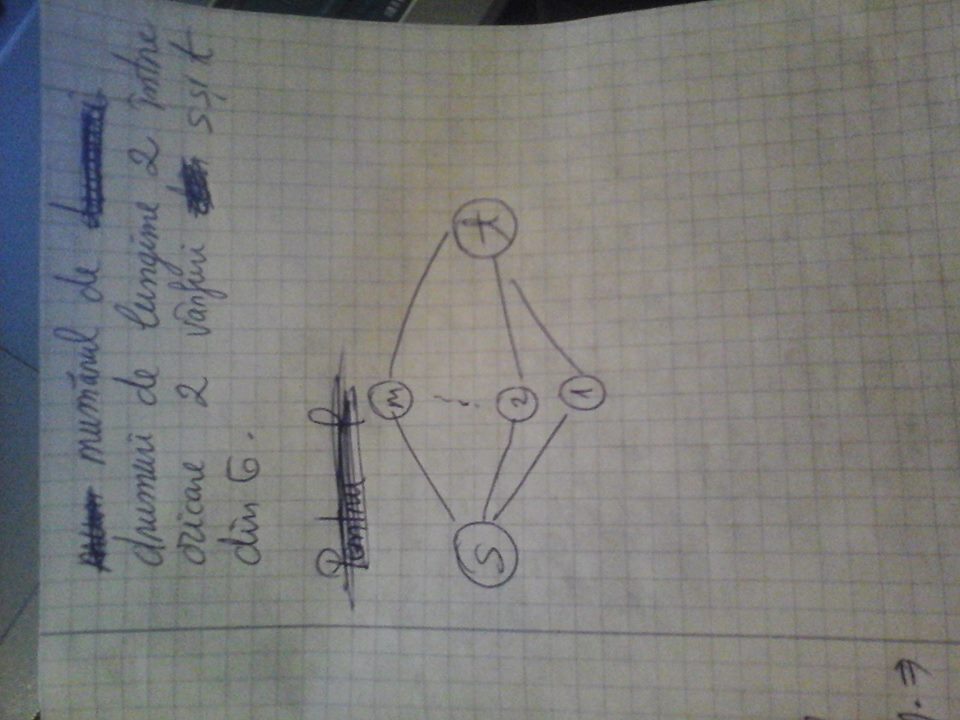 numărul de
drumuri de lungime 2 între
oricare 2 vârfuri s și t
din G.
m
s
t
2
1
. ⇒